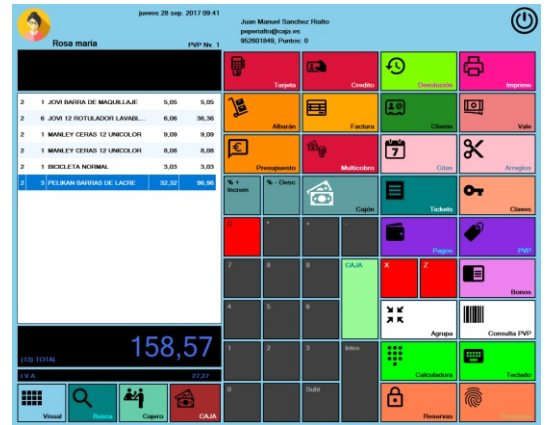 jueves 28 sep. 2017 09:41
Rosa maria
PVP Nv. 1
Juan Manuel Sanchez Rialto
peperialto@caja.es
952601849, Puntos: 0
2 1 JOVI BARRA DE MAQUILLAJE 5,05 5,05
2 6 JOVI 12 ROTULADOR LAVABL... 6,06 36,36
2 1 MANLEY CERAS 12 UNICOLOR 9,09 9,09
2 1 MANLEY CERAS 12 UNICOLOR 8,08 8,08
2 1 BICICLETA NORMAL 3,03 3,03
2 3 PELIKAN BARRAS DE LACRE 32,32 96,96
(13) TOTAL 158,57
I.V.A. 27,27
Visual
Busca
Cajero
CAJA
Tarjeta
Credito
Devolución
Imprime
Albarán
Factura
Cliente
Vale
Presupuesto
Multicobro
7
Citas
Arreglos
% + Increm
% - Desc
Cajón
Tickets
Claves
C
*
+
-
Pagos
PVP
7
8
9
CAJA
X
Z
Bonos
4
5
6
Agrupa
Consulta PVP
1
2
3
Intro
Calculadora
Teclado
0
Subt
Reservas